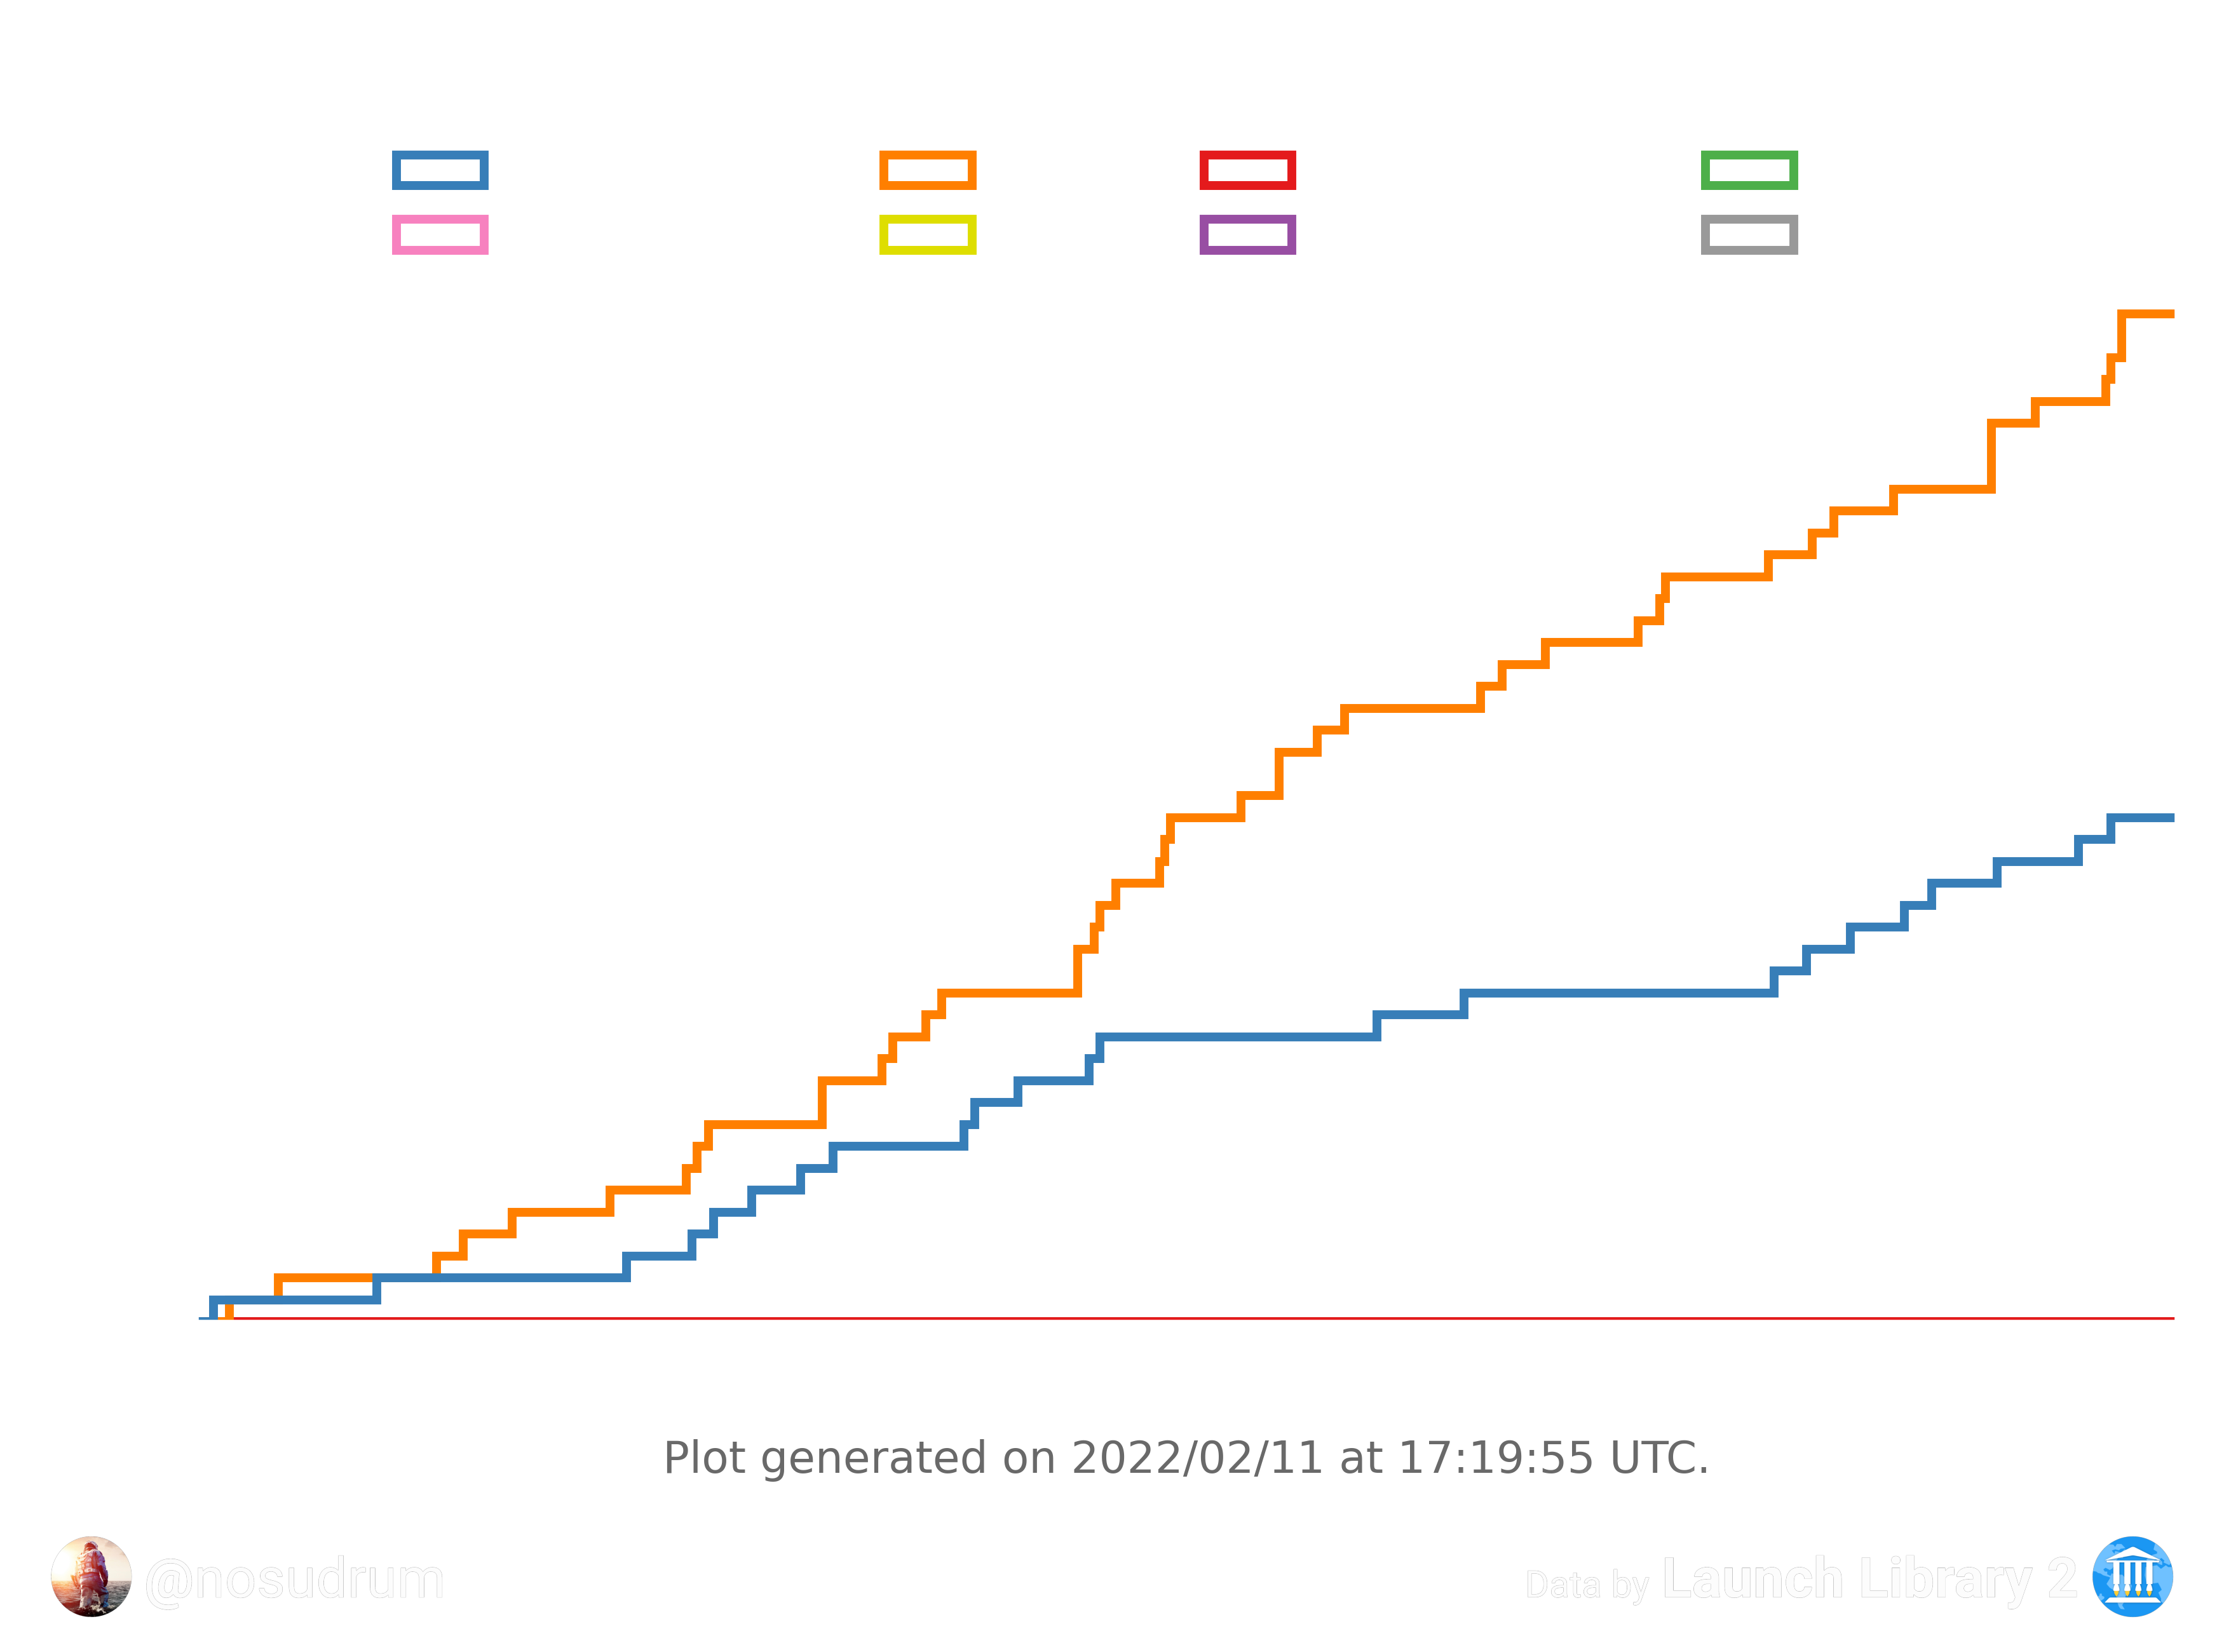 Plot generated on 2022/02/11 at 17:19:55 UTC.
@nosudrum
Data by Launch Library 2